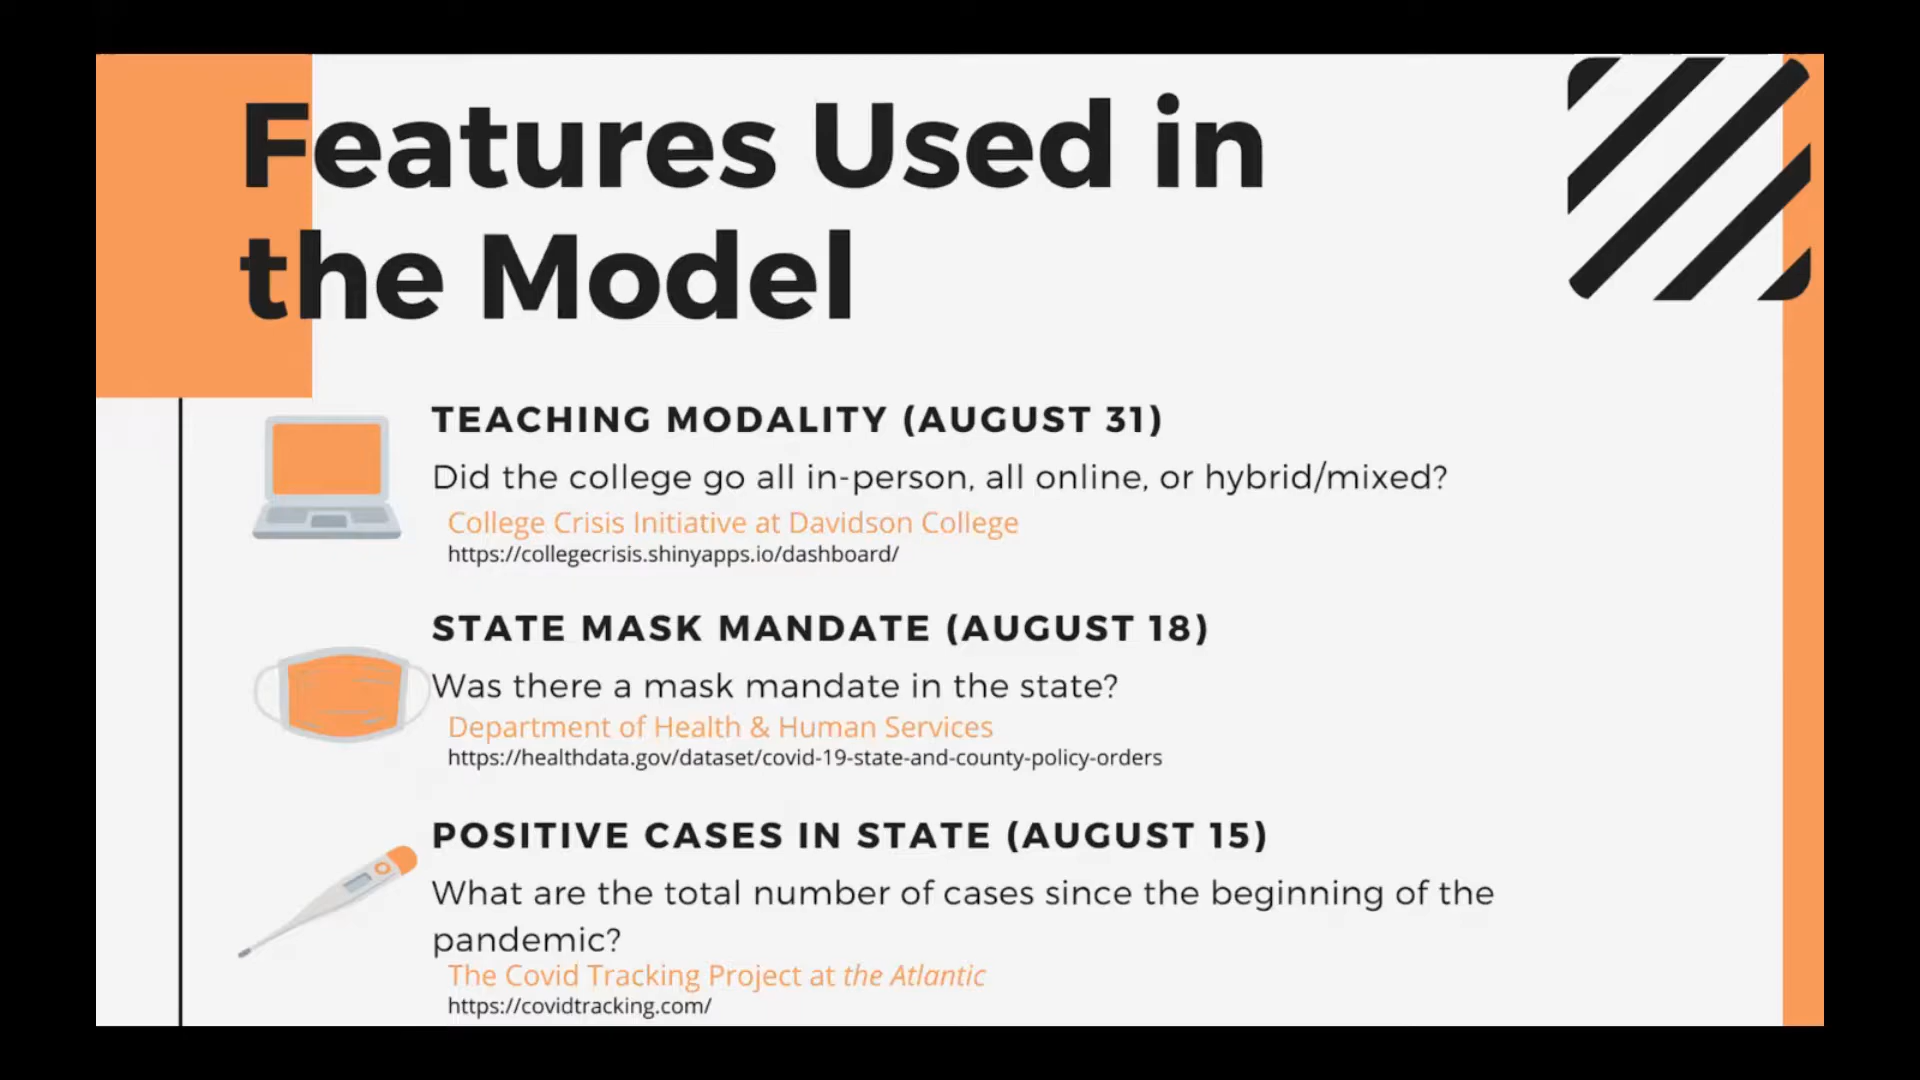 Features Used in
the Model
TEACHING MODALITY (AUGUST 31)
Did the college go all in-person, all online, or hybrid/mixed?
College Crisis Initiative at Davidson College
https://collegecrisis.shinyapps.io/dashboard/
STATE MASK MANDATE (AUGUST 18)
Was there a mask mandate in the state?
Department of Health & Human Services
https://healthdata.gov/dataset/covid-19-state-and-county-policy-orders
POSITIVE CASES IN STATE (AUGUST 15)
What are the total number of cases since the beginning of the
pandemic?
The Covid Tracking Project at the Atlantic
https://covidtracking.com/